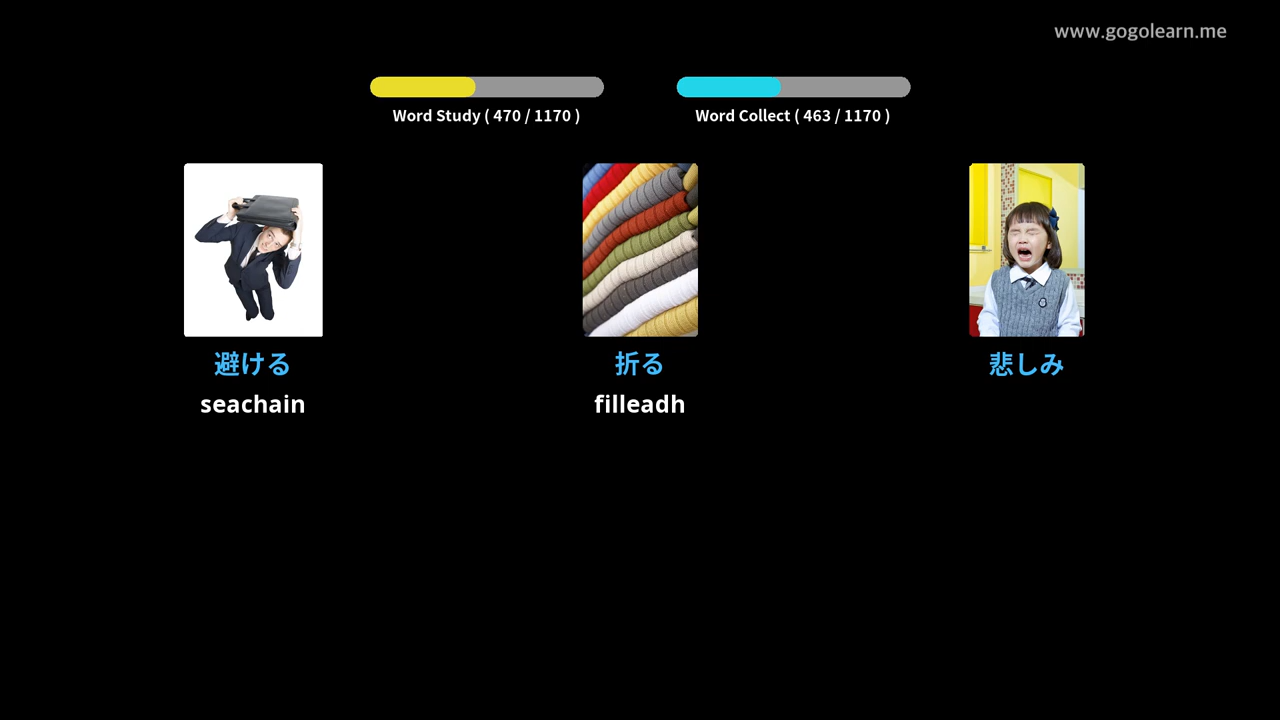 www.gogolearn.me
Word Study ( 470 / 1170 )
Word Collect ( 463 / 1170 )
避ける
折る
悲しみ
seachain
filleadh